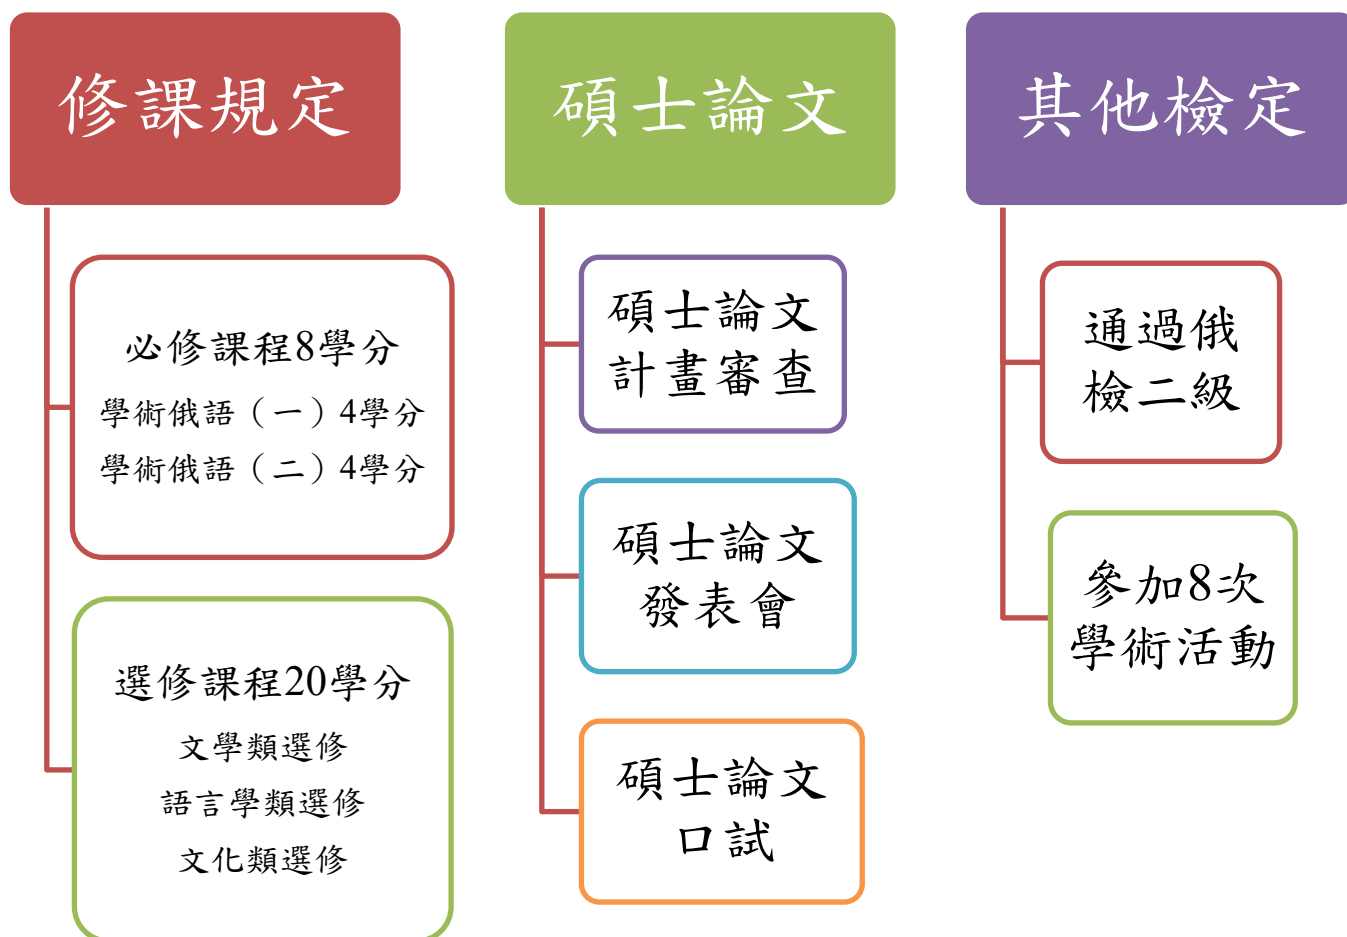 修課規定
必修課程8學分
學術俄語（一）4學分
學術俄語（二）4學分
選修課程20學分
文學類選修
語言學類選修
文化類選修
碩士論文
碩士論文
計畫審查
碩士論文
發表會
碩士論文
口試
其他檢定
通過俄
檢二級
參加8次
學術活動